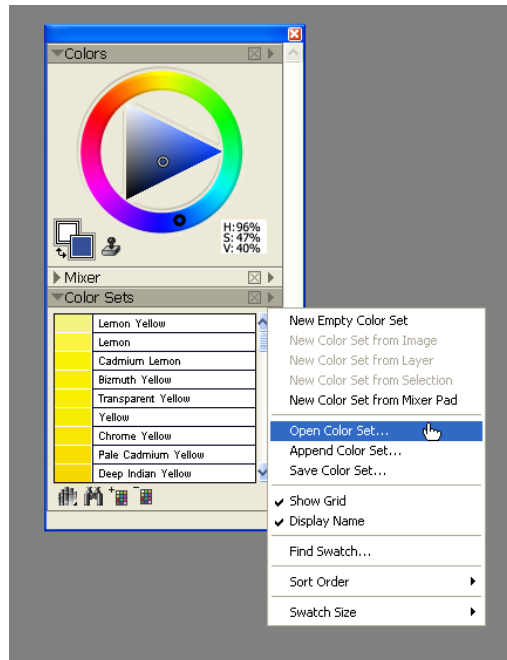 Colors
H: 96%
S: 47%
V: 40%
Mixer
Color Sets
Lemon Yellow
Lemon
Cadmium Lemon
Bizmuth Yellow
Transparent Yellow
Yellow
Chrome Yellow
Pale Cadmium Yellow
Deep Indian Yellow
New Empty Color Set
New Color Set from Image
New Color Set from Layer
New Color Set from Selection
New Color Set from Mixer Pad
Open Color Set...
Append Color Set...
Save Color Set...
Show Grid
Display Name
Find Swatch...
Sort Order
Swatch Size